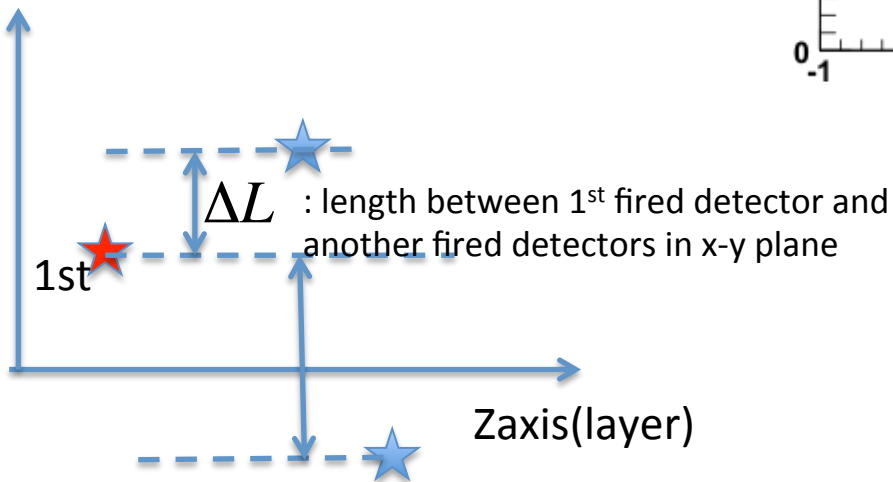 0
-1
ΔL : length between 1st fired detector and
another fired detectors in x-y plane
1st
Zaxis(layer)